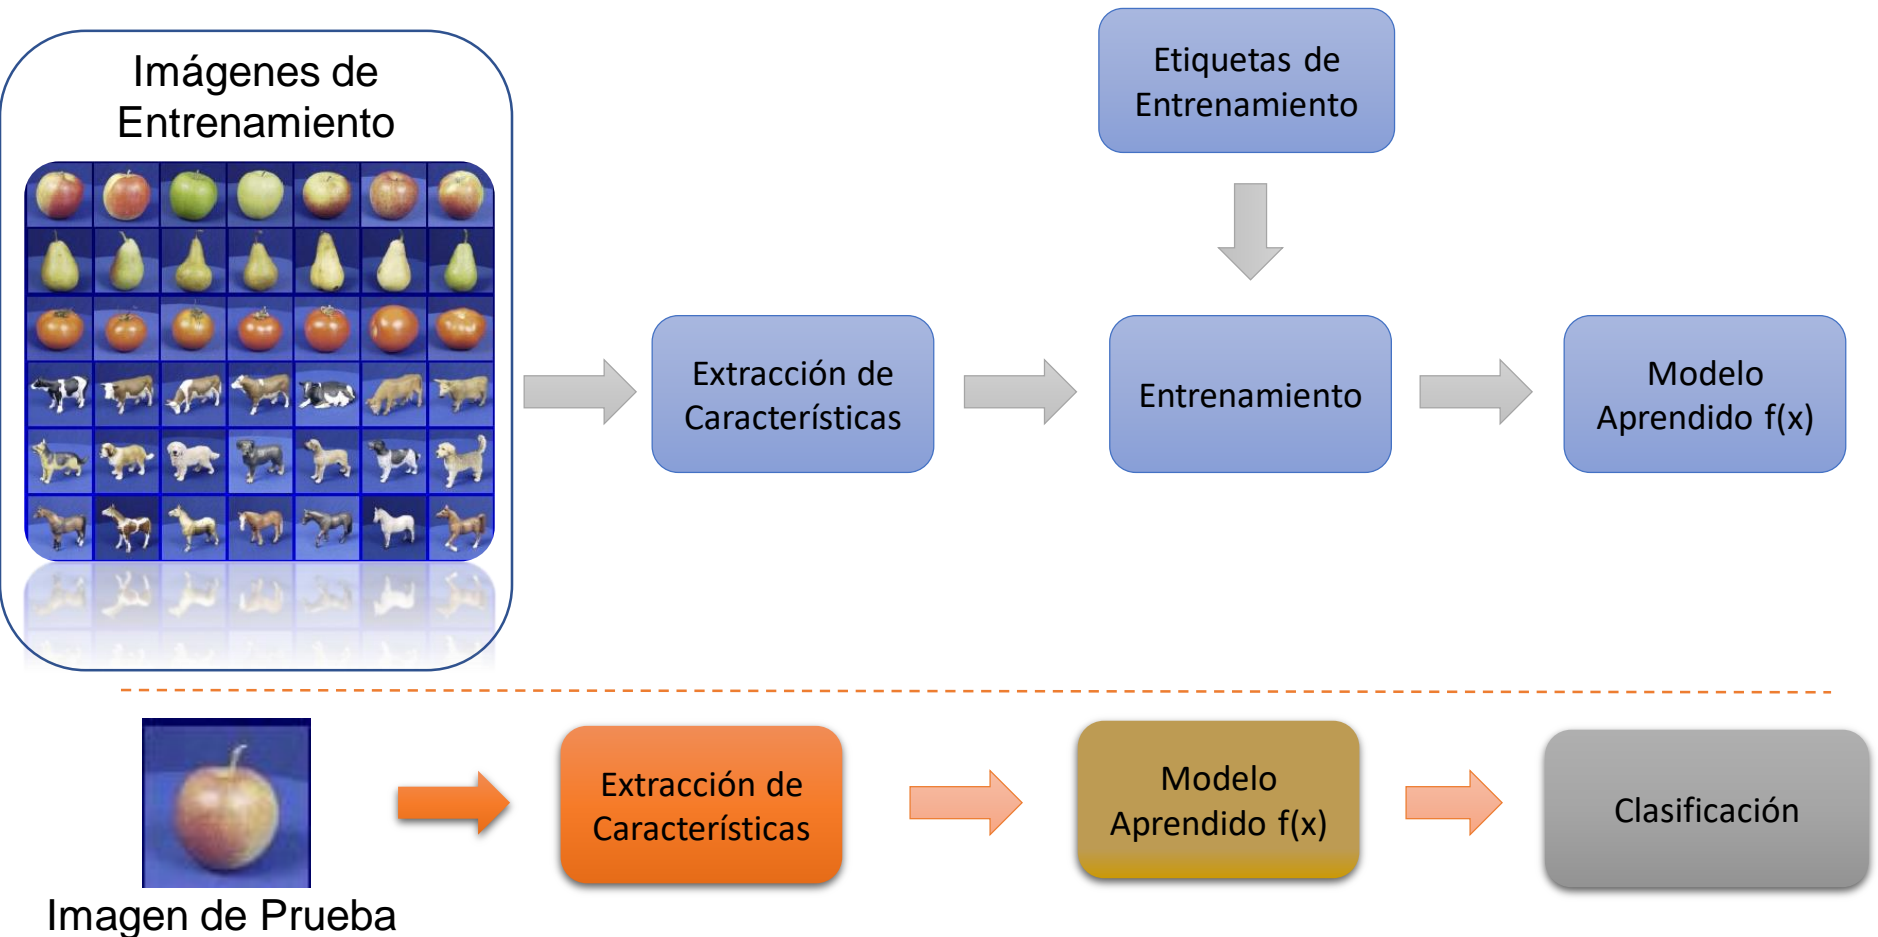 Imágenes de
Entrenamiento
Etiquetas de
Entrenamiento
Extracción de
Características
Entrenamiento
Modelo
Aprendido f(x)
Imagen de Prueba
Extracción de
Características
Modelo
Aprendido f(x)
Clasificación